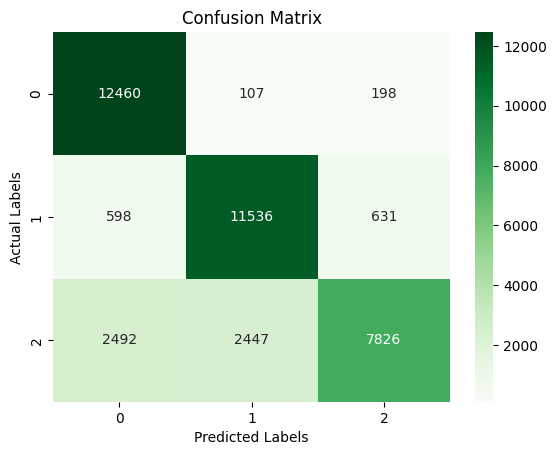 Confusion Matrix
12000
0 12460 107 198
10000
8000
Actual Labels
1 598 11536 631
6000
4000
2 2492 2447 7826
2000
0 1 2
Predicted Labels